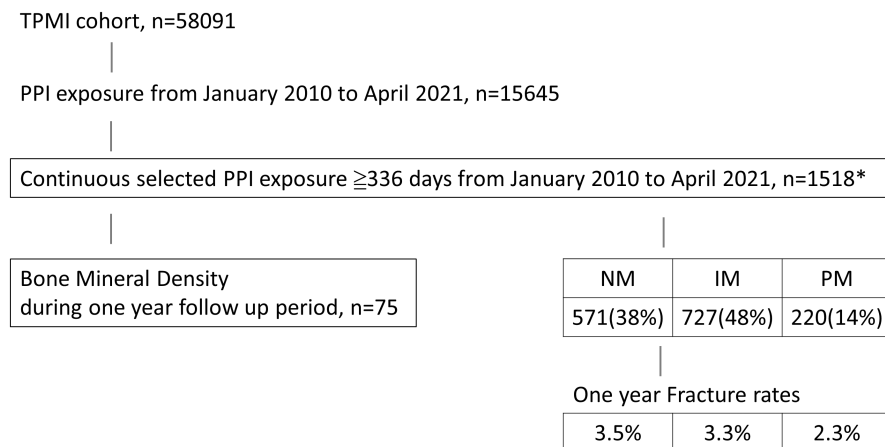 TPMI cohort, n=58091
PPI exposure from January 2010 to April 2021, n=15645
Continuous selected PPI exposure ≧336 days from January 2010 to April 2021, n=1518*
Bone Mineral Density
during one year follow up period, n=75
NM IM PM
571(38%) 727(48%) 220(14%)
One year Fracture rates
3.5% 3.3% 2.3%